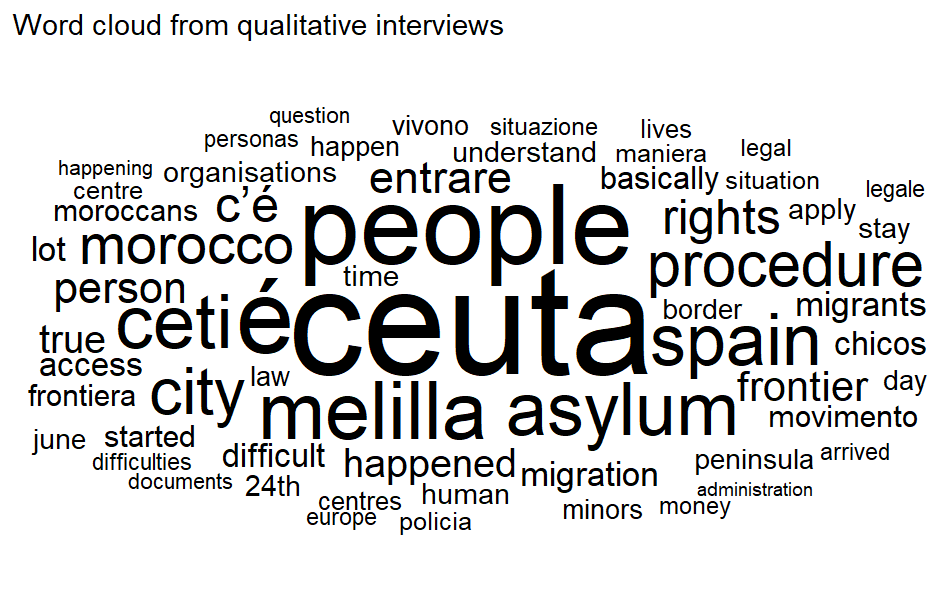 Word cloud from qualitative interviews
question
personas happen vivono situazione lives
happening organisations understand maniera legal
centre entrare basically situation legale
moroccans c’é people rights apply stay
lot morocco time procedure
person ceti é ceuta border migrants
true spain chicos
access city law frontier day
frontiera melilla asylum movimento
june started
difficulties difficult happened migration peninsula arrived
documents 24th centres human minors money administration
europe policia